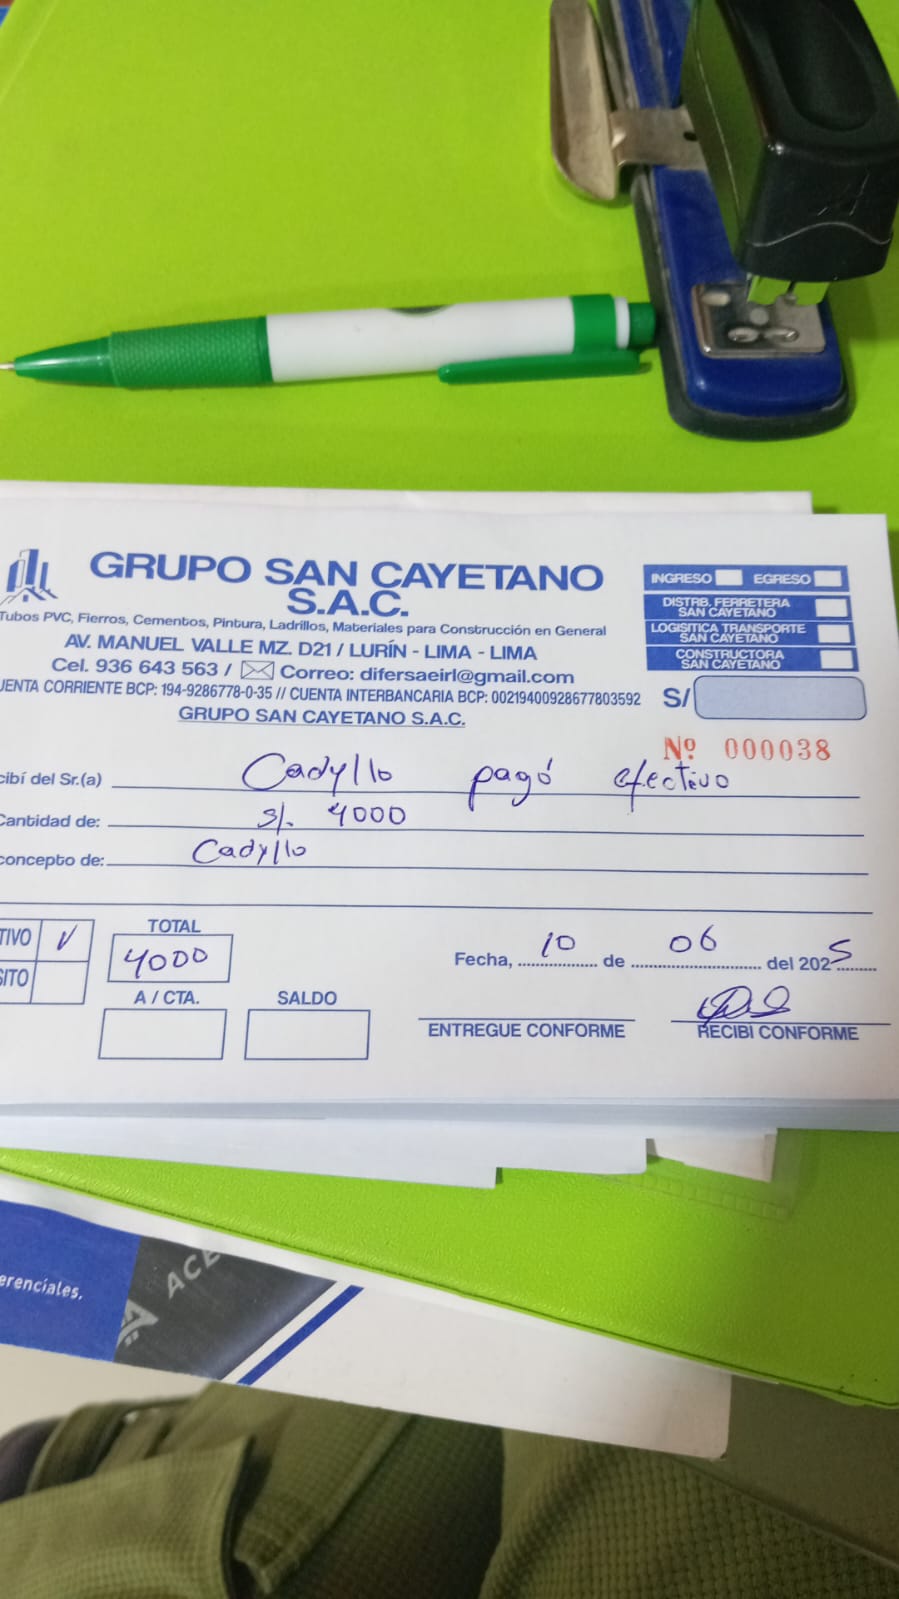 GRUPO SAN CAYETANO
S.A.C.
Tubos PVC, Fierros, Cementos, Pintura, Ladrillos, Materiales para Construcción en General
AV. MANUEL VALLE MZ. D21 / LURÍN - LIMA - LIMA
Cel. 936 643 563 / Correo: difersaeirl@gmail.com
UENTA CORRIENTE BCP: 194-9286778-0-35 // CUENTA INTERBANCARIA BCP: 00219400928677803592
GRUPO SAN CAYETANO S.A.C.
INGRESO EGRESO
DISTRB. FERRETERA
SAN CAYETANO
LOGISITICA TRANSPORTE
SAN CAYETANO
CONSTRUCTORA
SAN CAYETANO
S/
Nº 000038
cibí del Sr.(a) Cadyllo pagó efectivo
Cantidad de: s/. 4000
concepto de: Cadyllo
TIVO V
SITO
TOTAL
4000
A / CTA.
SALDO
Fecha, 10 de 06 del 2025
ENTREGUE CONFORME
RECIBI CONFORME
erenciales.
ACE